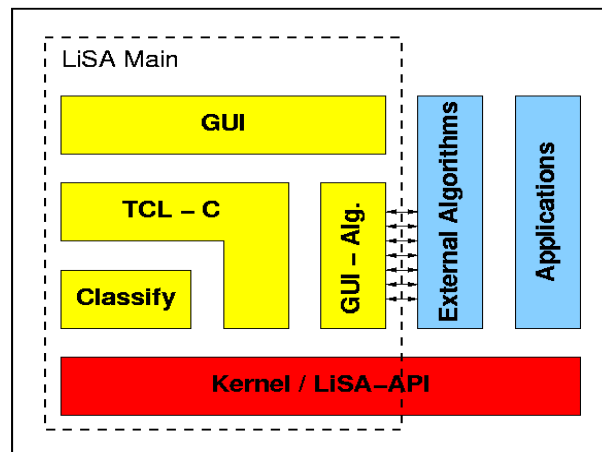 LiSA Main
GUI
TCL – C
GUI – Alg.
External Algorithms
Applications
Classify
Kernel / LiSA–API